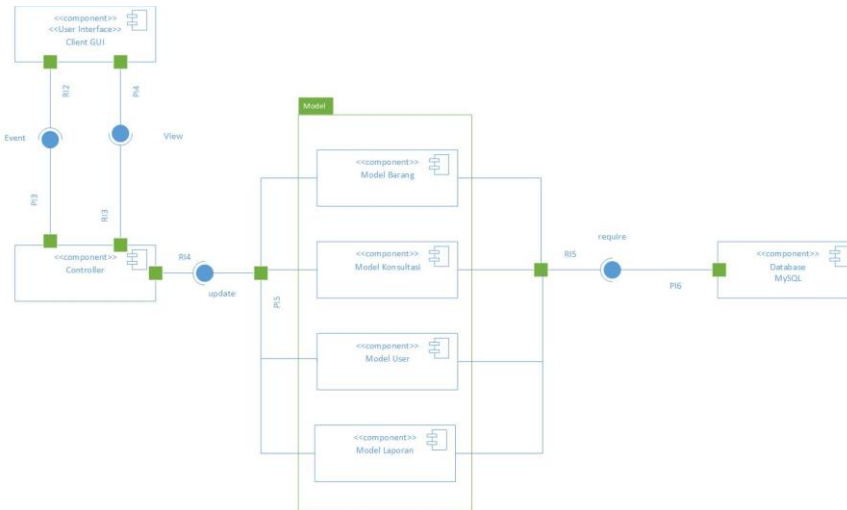 <<component>>
<<User Interface>>
Client GUI
RI2
PI4
Event
View
PI3
RI3
<<component>>
Controller
RI4
update
PI5
Model
<<component>>
Model Barang
<<component>>
Model Konsultasi
<<component>>
Model User
<<component>>
Model Laporan
RI5
require
PI6
<<component>>
Database
MySQL